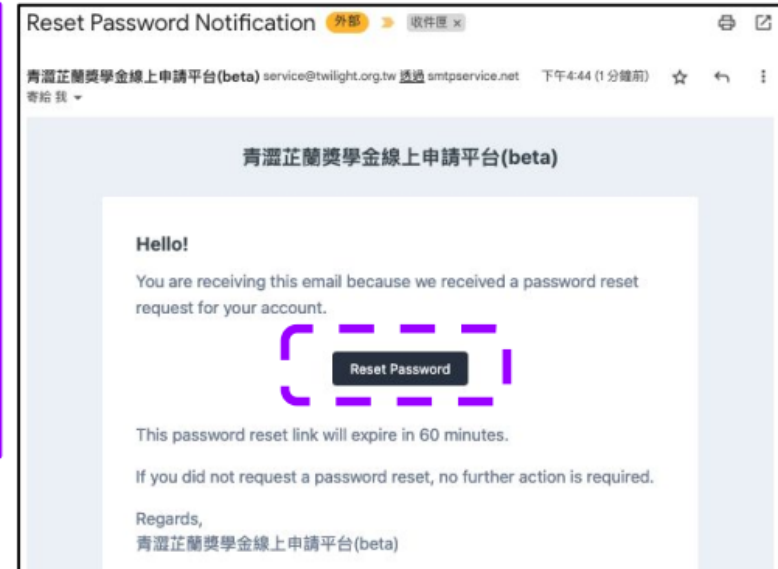 Reset Password Notification 外部 收件匣 ×
青澀芷蘭獎學金線上申請平台(beta) service@twilight.org.tw 透過 smtpservice.net 下午4:44 (1 分鐘前)
寄給 我
青澀芷蘭獎學金線上申請平台(beta)
Hello!
You are receiving this email because we received a password reset
request for your account.
Reset Password
This password reset link will expire in 60 minutes.
If you did not request a password reset, no further action is required.
Regards,
青澀芷蘭獎學金線上申請平台(beta)